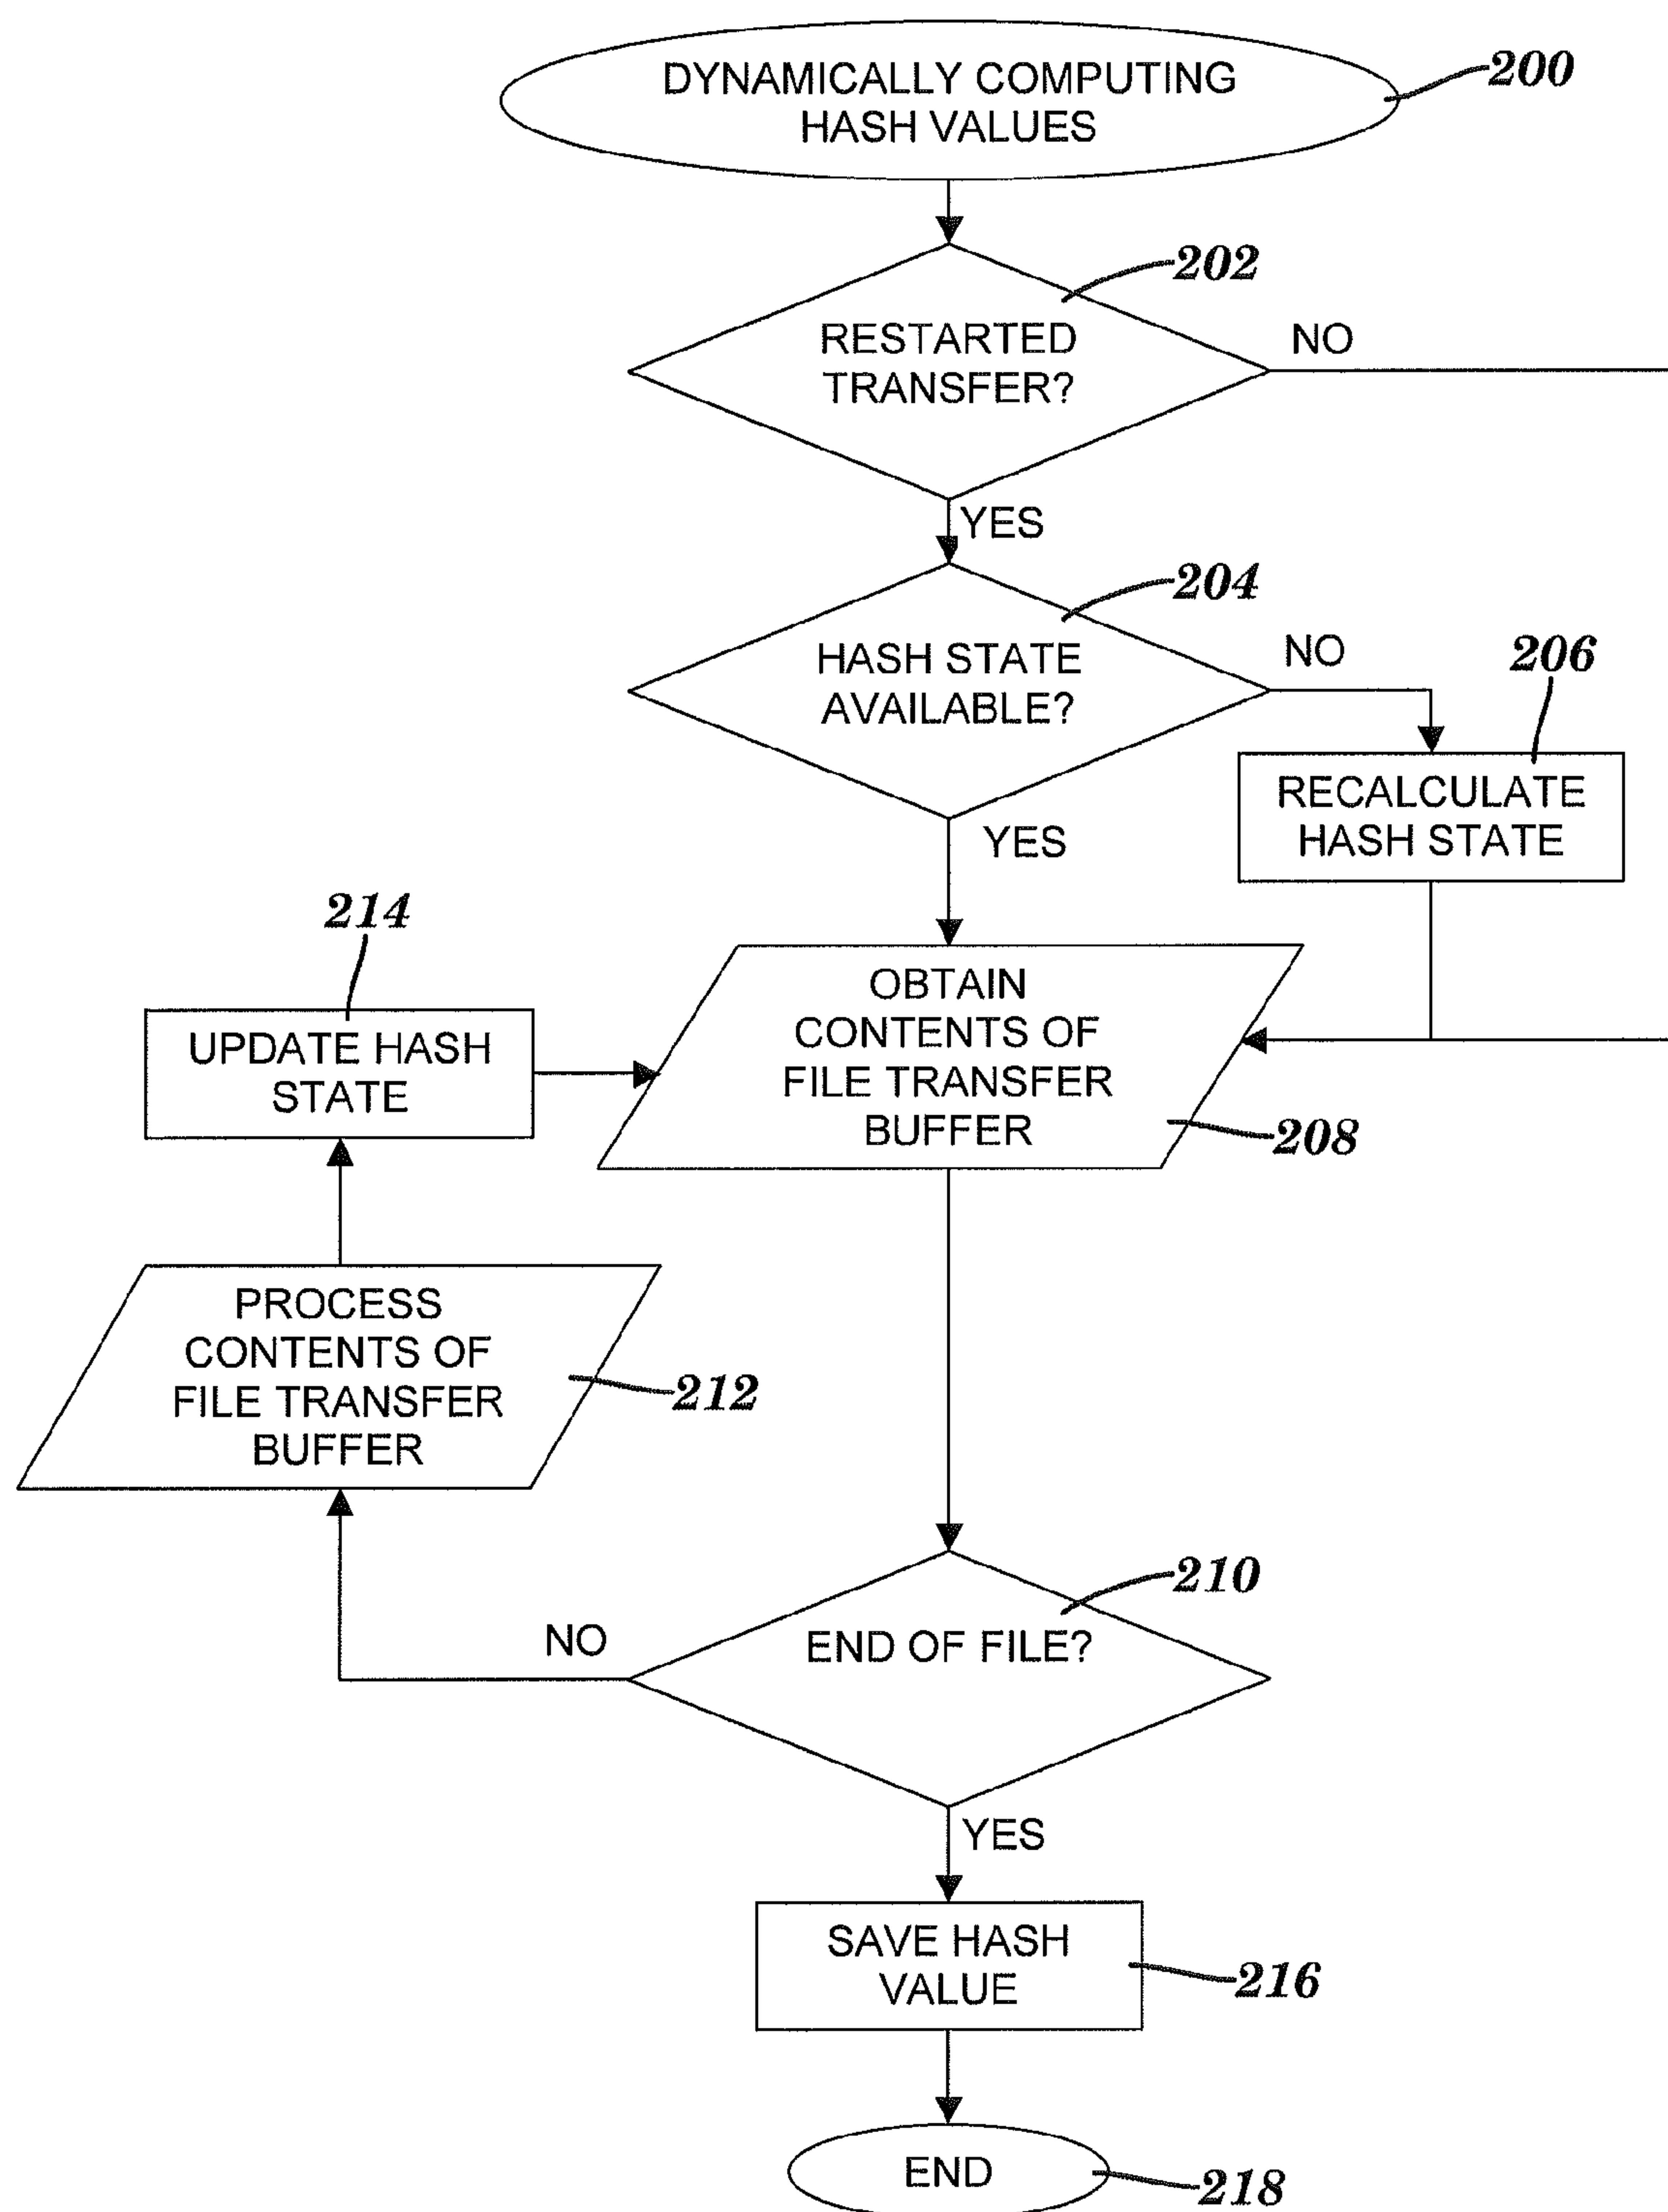 DYNAMICALLY COMPUTING
HASH VALUES
200
202
RESTARTED
TRANSFER?
NO
YES
204
HASH STATE
AVAILABLE?
NO
206
RECALCULATE
HASH STATE
YES
214
UPDATE HASH
STATE
OBTAIN
CONTENTS OF
FILE TRANSFER
BUFFER
208
PROCESS
CONTENTS OF
FILE TRANSFER
BUFFER
212
210
NO
END OF FILE?
YES
SAVE HASH
VALUE
216
END
218